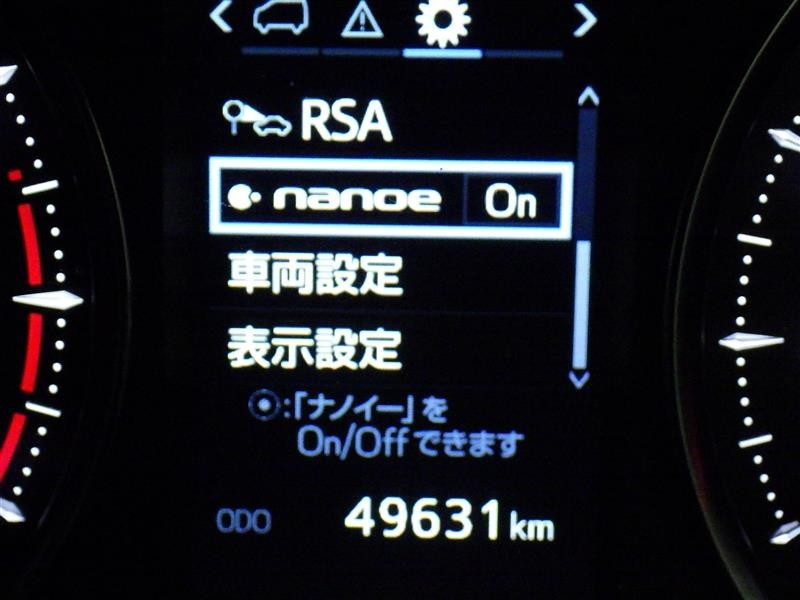 RSA
nanoe On
車両設定
表示設定
:「ナノイー」を
On/Offできます
ODO 49631km